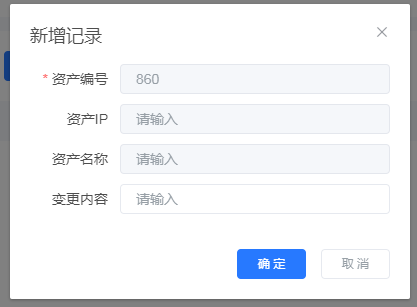 新增记录
* 资产编号 860
资产IP 请输入
资产名称 请输入
变更内容 请输入
确定 取消